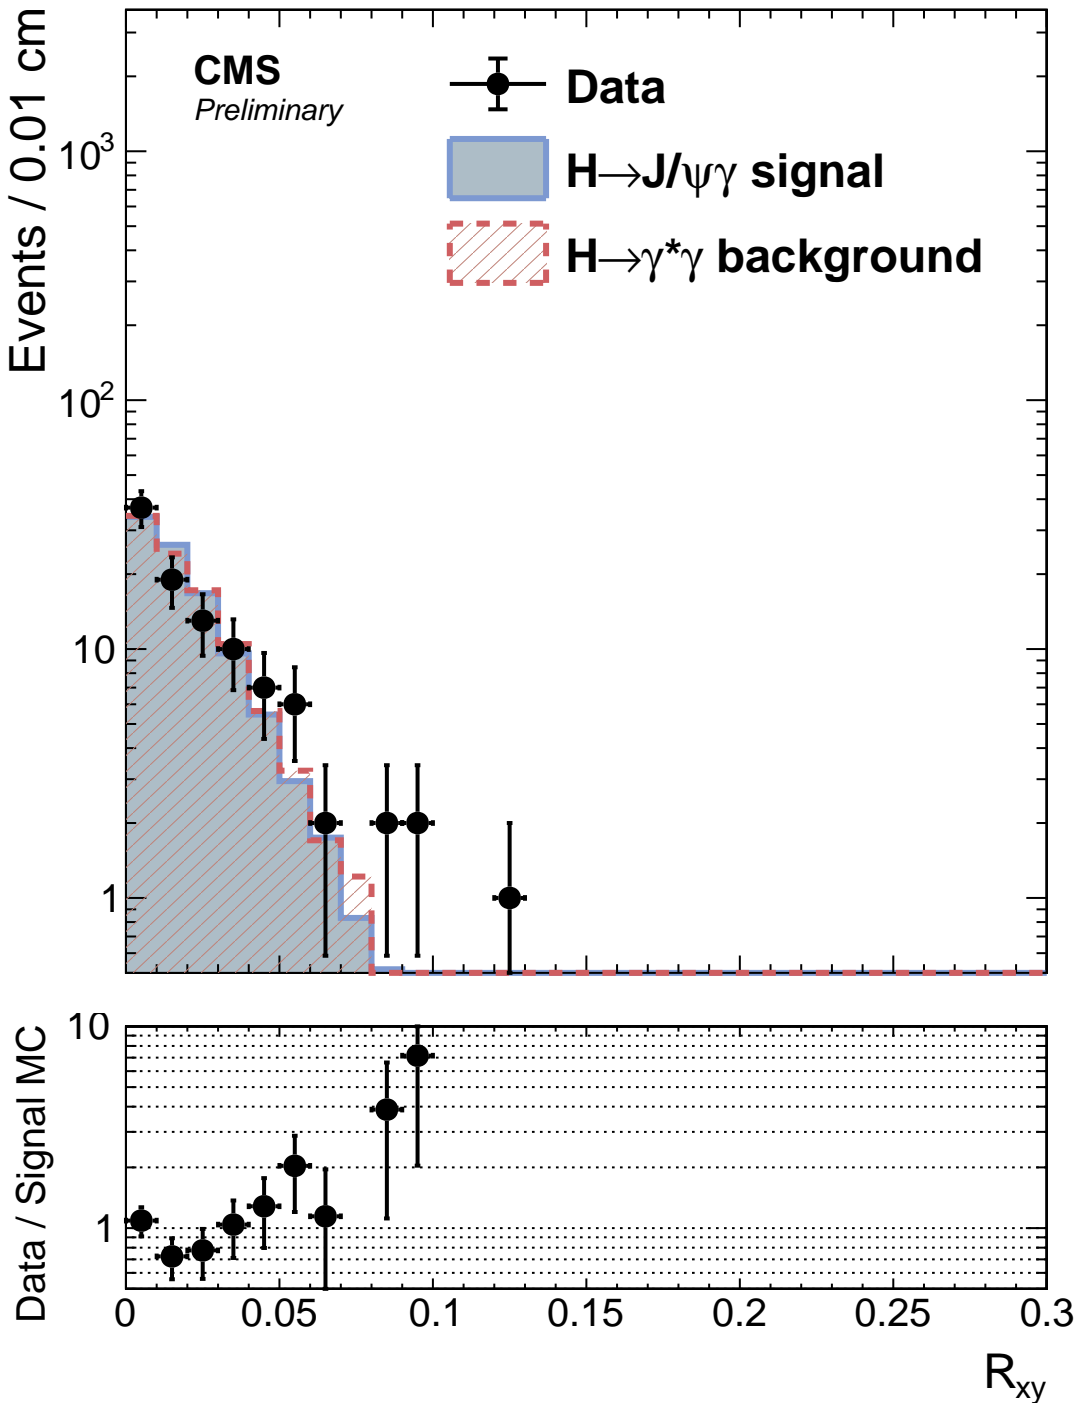 CMS
Preliminary
Data
H→J/ψγ signal
H→γ*γ background
Events / 0.01 cm
10³
10²
10
1
Data / Signal MC
10
1
0 0.05 0.1 0.15 0.2 0.25 0.3
R_xy